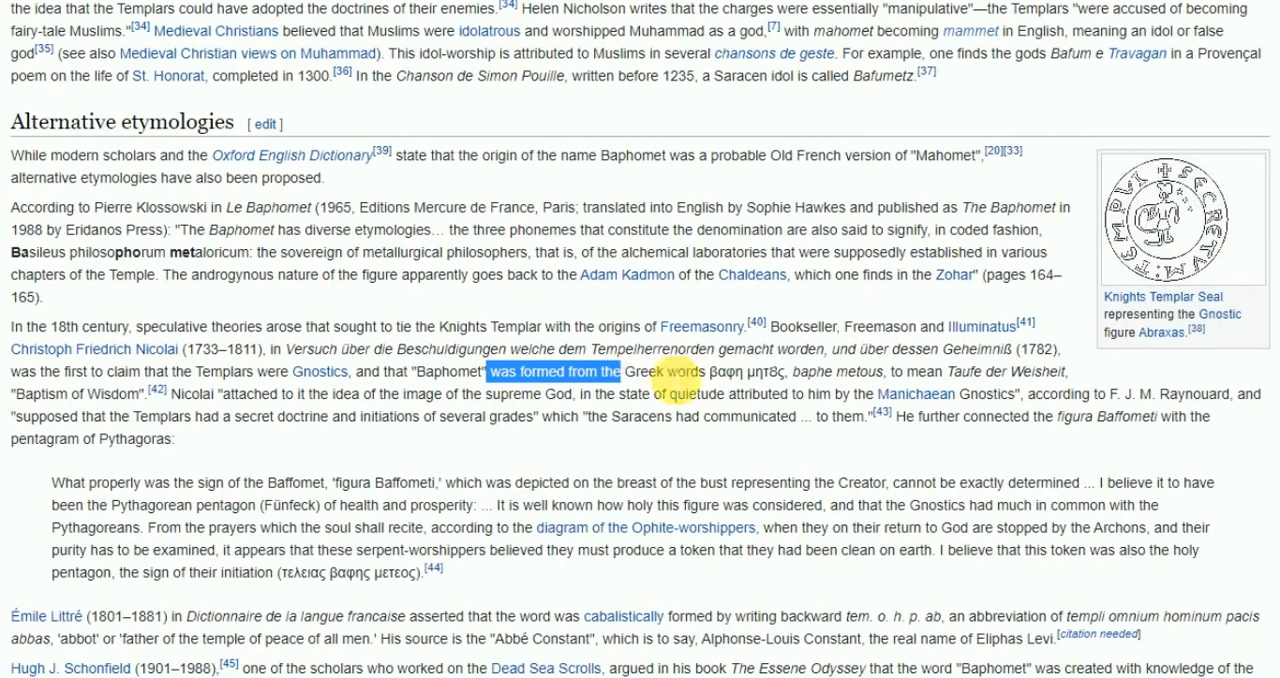 the idea that the Templars could have adopted the doctrines of their enemies.[34] Helen Nicholson writes that the charges were essentially "manipulative"—the Templars "were accused of becoming
fairy-tale Muslims."[34] Medieval Christians believed that Muslims were idolatrous and worshipped Muhammad as a god,[7] with mahomet becoming mammet in English, meaning an idol or false
god[35] (see also Medieval Christian views on Muhammad). This idol-worship is attributed to Muslims in several chansons de geste. For example, one finds the gods Bafum e Travagan in a Provençal
poem on the life of St. Honorat, completed in 1300.[36] In the Chanson de Simon Pouille, written before 1235, a Saracen idol is called Bafumetz.[37]
Alternative etymologies [ edit ]
While modern scholars and the Oxford English Dictionary[39] state that the origin of the name Baphomet was a probable Old French version of "Mahomet",[20][33]
alternative etymologies have also been proposed.
According to Pierre Klossowski in Le Baphomet (1965, Editions Mercure de France, Paris; translated into English by Sophie Hawkes and published as The Baphomet in
1988 by Eridanos Press): "The Baphomet has diverse etymologies... the three phonemes that constitute the denomination are also said to signify, in coded fashion,
Basileus philosophorum metaloricum: the sovereign of metallurgical philosophers, that is, of the alchemical laboratories that were supposedly established in various
chapters of the Temple. The androgynous nature of the figure apparently goes back to the Adam Kadmon of the Chaldeans, which one finds in the Zohar" (pages 164–
165).
Knights Templar Seal
representing the Gnostic
figure Abraxas.[38]
In the 18th century, speculative theories arose that sought to tie the Knights Templar with the origins of Freemasonry.[40] Bookseller, Freemason and Illuminatus[41]
Christoph Friedrich Nicolai (1733–1811), in Versuch über die Beschuldigungen welche dem Tempelherrenorden gemacht worden, und über dessen Geheimniß (1782),
was the first to claim that the Templars were Gnostics, and that "Baphomet" was formed from the Greek words βαφη μητȣς, baphe metous, to mean Taufe der Weisheit,
"Baptism of Wisdom".[42] Nicolai "attached to it the idea of the image of the supreme God, in the state of quietude attributed to him by the Manichaean Gnostics", according to F. J. M. Raynouard, and
"supposed that the Templars had a secret doctrine and initiations of several grades" which "the Saracens had communicated ... to them."[43] He further connected the figura Baffometi with the
pentagram of Pythagoras:
What properly was the sign of the Baffomet, 'figura Baffometi,' which was depicted on the breast of the bust representing the Creator, cannot be exactly determined ... I believe it to have
been the Pythagorean pentagon (Fünfeck) of health and prosperity: ... It is well known how holy this figure was considered, and that the Gnostics had much in common with the
Pythagoreans. From the prayers which the soul shall recite, according to the diagram of the Ophite-worshippers, when they on their return to God are stopped by the Archons, and their
purity has to be examined, it appears that these serpent-worshippers believed they must produce a token that they had been clean on earth. I believe that this token was also the holy
pentagon, the sign of their initiation (τελειας βαφης μετεος).[44]
Émile Littré (1801–1881) in Dictionnaire de la langue francaise asserted that the word was cabalistically formed by writing backward tem. o. h. p. ab, an abbreviation of templi omnium hominum pacis
abbas, 'abbot' or 'father of the temple of peace of all men.' His source is the "Abbé Constant", which is to say, Alphonse-Louis Constant, the real name of Eliphas Levi.[citation needed]
Hugh J. Schonfield (1901–1988),[45] one of the scholars who worked on the Dead Sea Scrolls, argued in his book The Essene Odyssey that the word "Baphomet" was created with knowledge of the